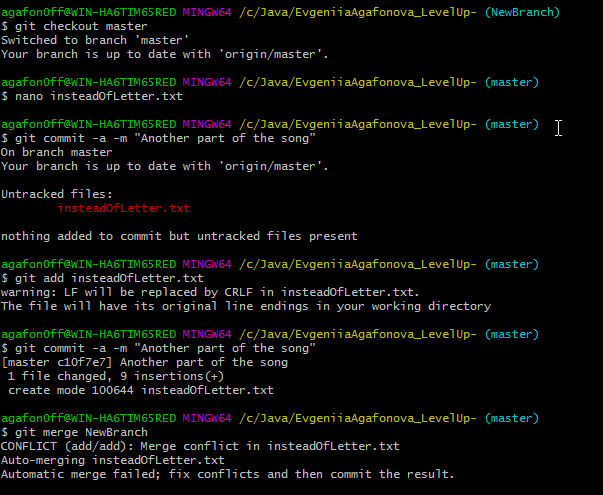 agafonOff@WIN-HA6TIM65RED MINGW64 /c/Java/EvgeniiaAgafonova_LevelUp- (NewBranch)
$ git checkout master
Switched to branch 'master'
Your branch is up to date with 'origin/master'.
agafonOff@WIN-HA6TIM65RED MINGW64 /c/Java/EvgeniiaAgafonova_LevelUp- (master)
$ nano insteadOfLetter.txt
agafonOff@WIN-HA6TIM65RED MINGW64 /c/Java/EvgeniiaAgafonova_LevelUp- (master)
$ git commit -a -m "Another part of the song"
On branch master
Your branch is up to date with 'origin/master'.
Untracked files:
insteadOfLetter.txt
nothing added to commit but untracked files present
agafonOff@WIN-HA6TIM65RED MINGW64 /c/Java/EvgeniiaAgafonova_LevelUp- (master)
$ git add insteadOfLetter.txt
warning: LF will be replaced by CRLF in insteadOfLetter.txt.
The file will have its original line endings in your working directory
agafonOff@WIN-HA6TIM65RED MINGW64 /c/Java/EvgeniiaAgafonova_LevelUp- (master)
$ git commit -a -m "Another part of the song"
[master c10f7e7] Another part of the song
1 file changed, 9 insertions(+)
create mode 100644 insteadOfLetter.txt
agafonOff@WIN-HA6TIM65RED MINGW64 /c/Java/EvgeniiaAgafonova_LevelUp- (master)
$ git merge NewBranch
CONFLICT (add/add): Merge conflict in insteadOfLetter.txt
Auto-merging insteadOfLetter.txt
Automatic merge failed; fix conflicts and then commit the result.